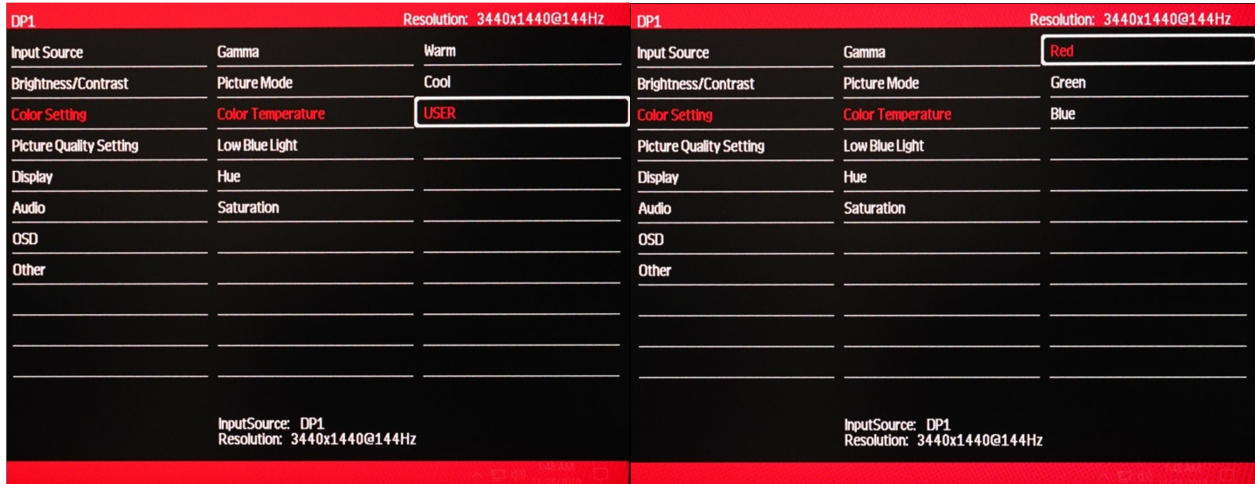 DP1 Resolution: 3440x1440@144Hz
Input Source Gamma Warm
Brightness/Contrast Picture Mode Cool
Color Setting Color Temperature USER
Picture Quality Setting Low Blue Light
Display Hue
Audio Saturation
OSD
Other
InputSource: DP1
Resolution: 3440x1440@144Hz
DP1 Resolution: 3440x1440@144Hz
Input Source Gamma Red
Brightness/Contrast Picture Mode Green
Color Setting Color Temperature Blue
Picture Quality Setting Low Blue Light
Display Hue
Audio Saturation
OSD
Other
InputSource: DP1
Resolution: 3440x1440@144Hz